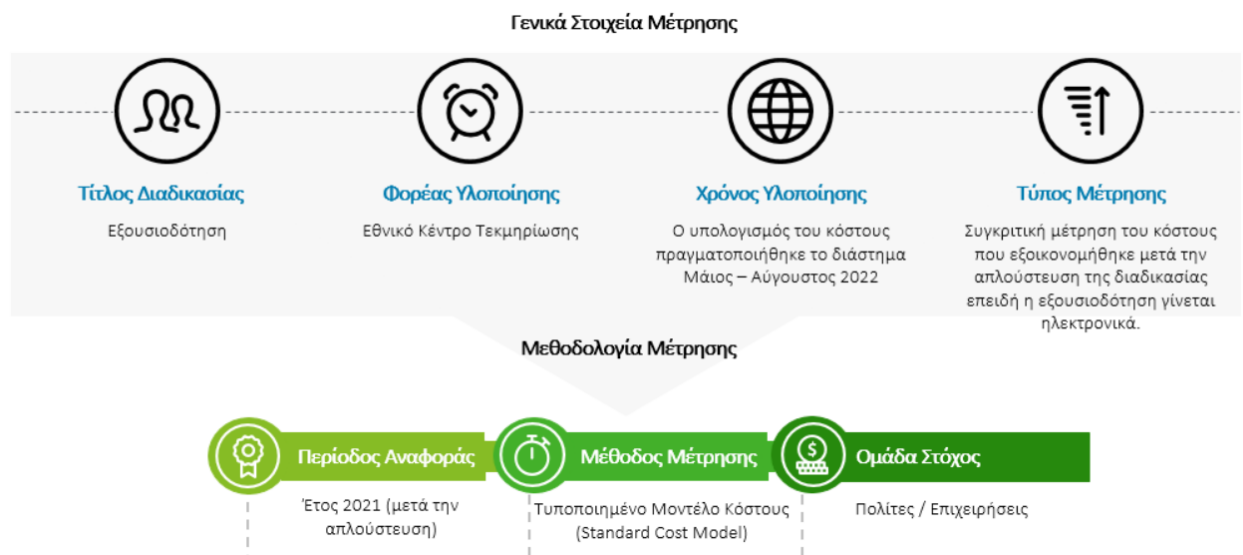 Γενικά Στοιχεία Μέτρησης
Τίτλος Διαδικασίας
Εξουσιοδότηση
Φορέας Υλοποίησης
Εθνικό Κέντρο Τεκμηρίωσης
Χρόνος Υλοποίησης
Ο υπολογισμός του κόστους
πραγματοποιήθηκε το διάστημα
Μάιος – Αύγουστος 2022
Τύπος Μέτρησης
Συγκριτική μέτρηση του κόστους
που εξοικονομήθηκε μετά την
απλούστευση της διαδικασίας
επειδή η εξουσιοδότηση γίνεται
ηλεκτρονικά.
Μεθοδολογία Μέτρησης
Περίοδος Αναφοράς
Έτος 2021 (μετά την
απλούστευση)
Μέθοδος Μέτρησης
Τυποποιημένο Μοντέλο Κόστους
(Standard Cost Model)
Ομάδα Στόχος
Πολίτες / Επιχειρήσεις